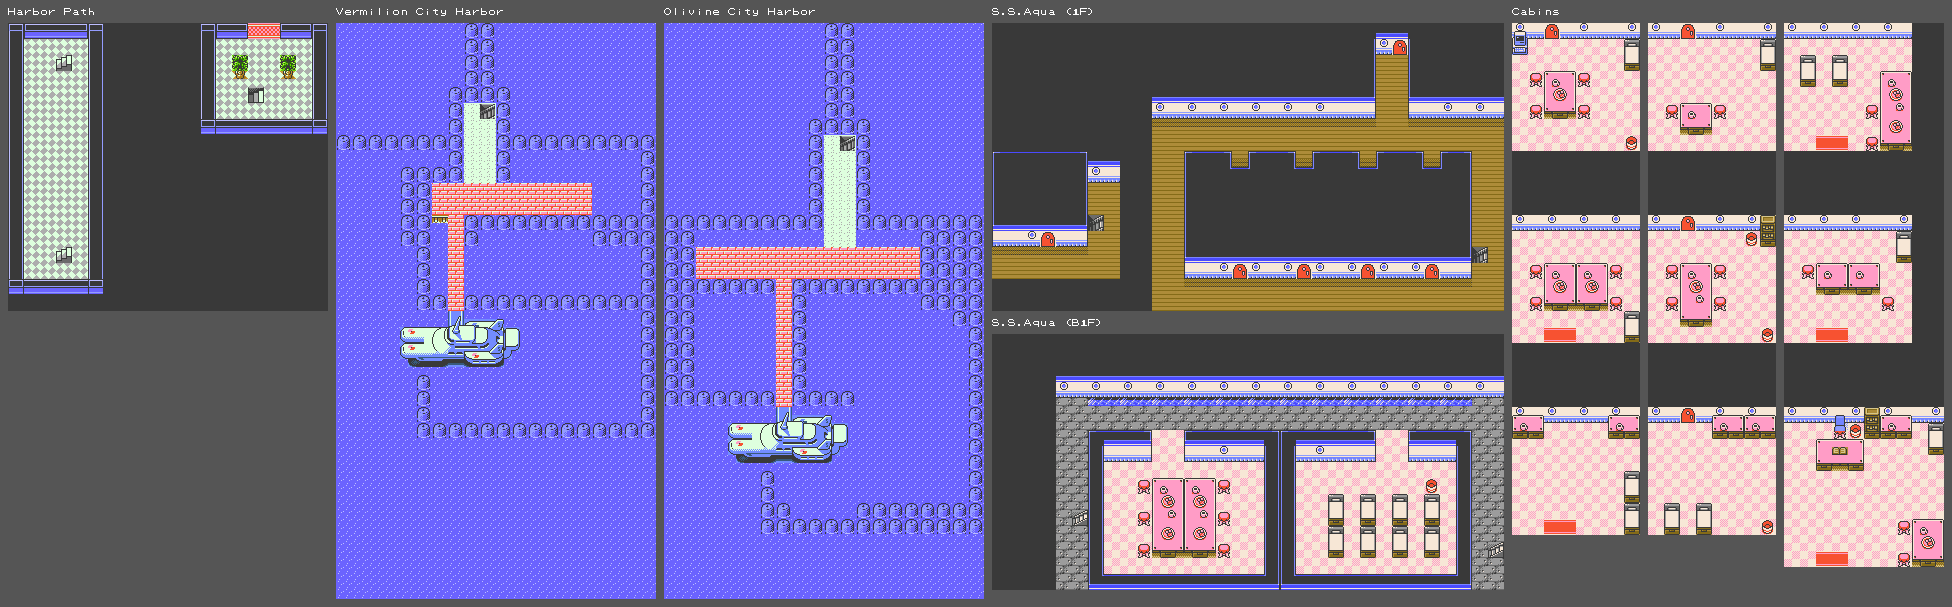 Harbor Path
Vermilion City Harbor
Olivine City Harbor
S.S.Aqua (1F)
Cabins
S.S.Aqua (B1F)